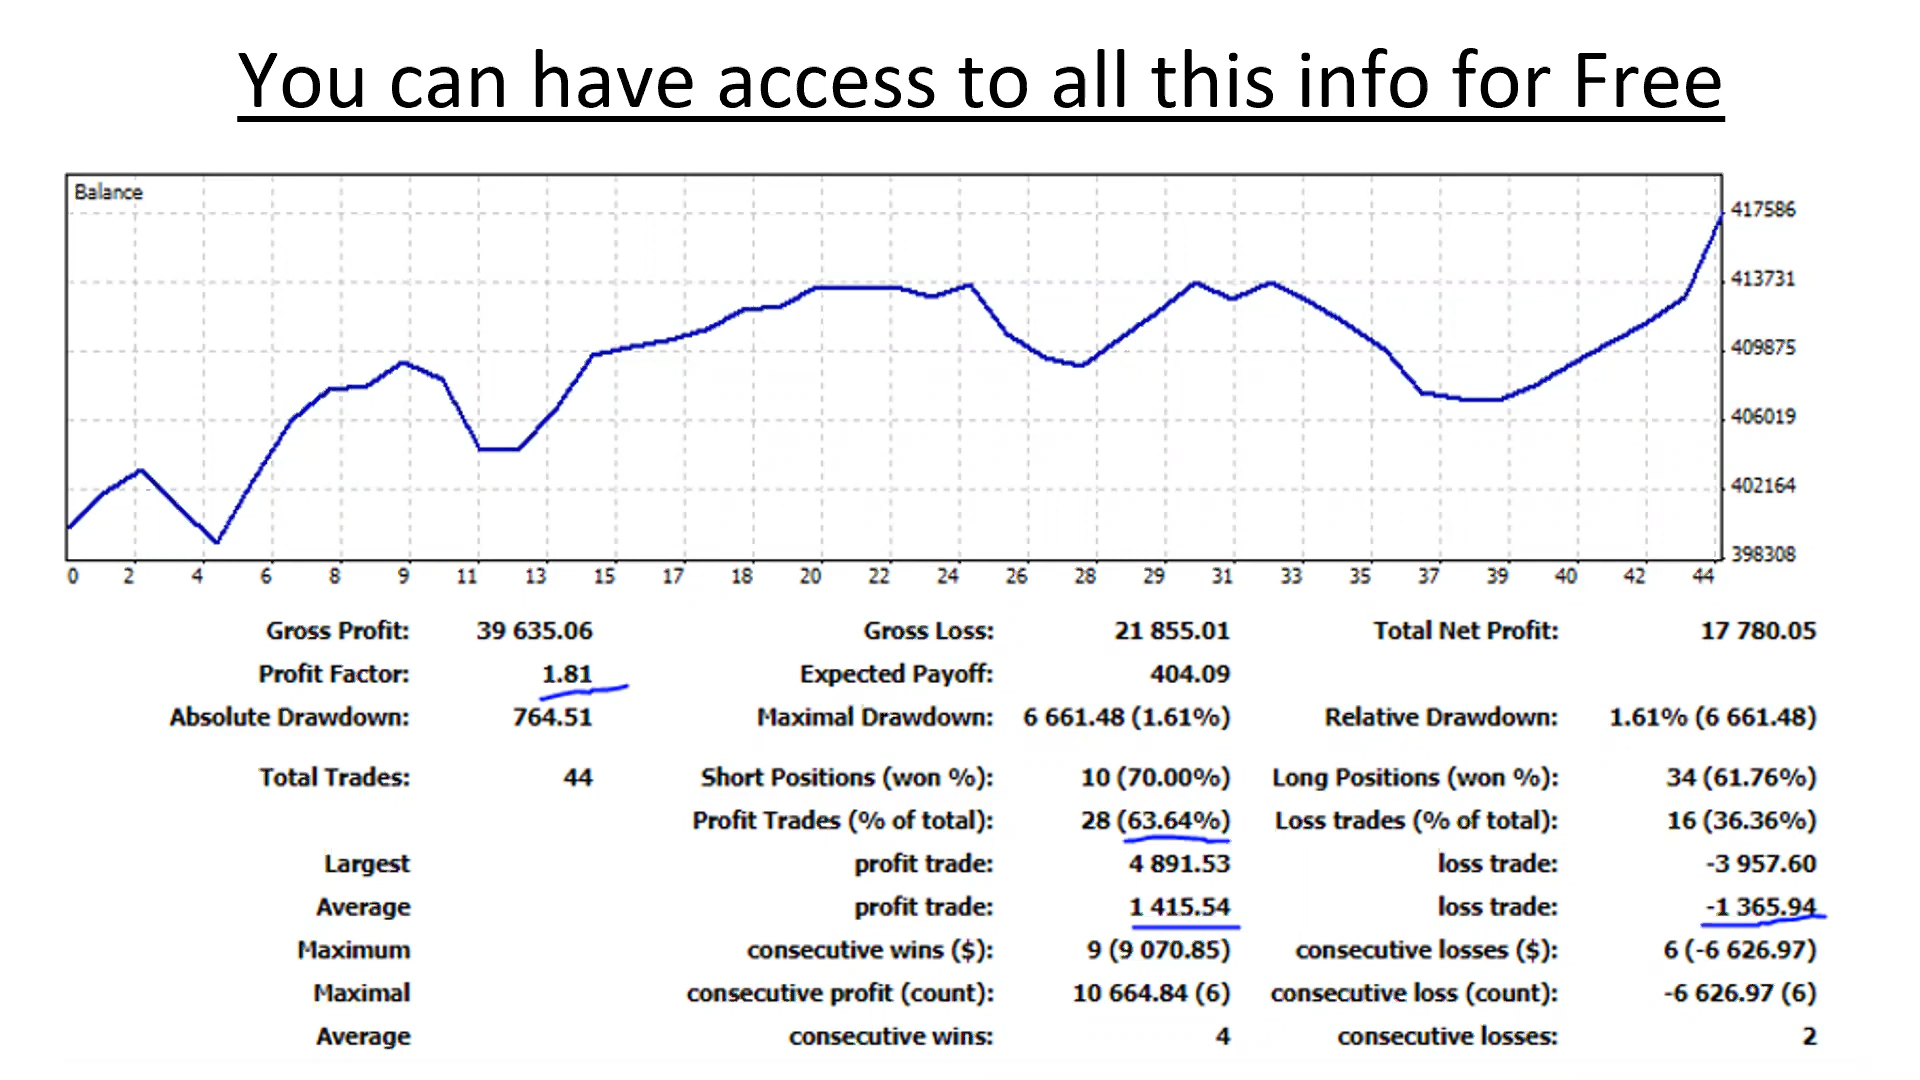 You can have access to all this info for Free
Balance
417586
413731
409875
406019
402164
398308
0 2 4 6 8 9 11 13 15 17 18 20 22 24 26 28 29 31 33 35 37 39 40 42 44
Gross Profit: 39 635.06 Gross Loss: 21 855.01 Total Net Profit: 17 780.05
Profit Factor: 1.81 Expected Payoff: 404.09
Absolute Drawdown: 764.51 Maximal Drawdown: 6 661.48 (1.61%) Relative Drawdown: 1.61% (6 661.48)
Total Trades: 44 Short Positions (won %): 10 (70.00%) Long Positions (won %): 34 (61.76%)
Profit Trades (% of total): 28 (63.64%) Loss trades (% of total): 16 (36.36%)
Largest profit trade: 4 891.53 loss trade: -3 957.60
Average profit trade: 1 415.54 loss trade: -1 365.94
Maximum consecutive wins ($): 9 (9 070.85) consecutive losses ($): 6 (-6 626.97)
Maximal consecutive profit (count): 10 664.84 (6) consecutive loss (count): -6 626.97 (6)
Average consecutive wins: 4 consecutive losses: 2